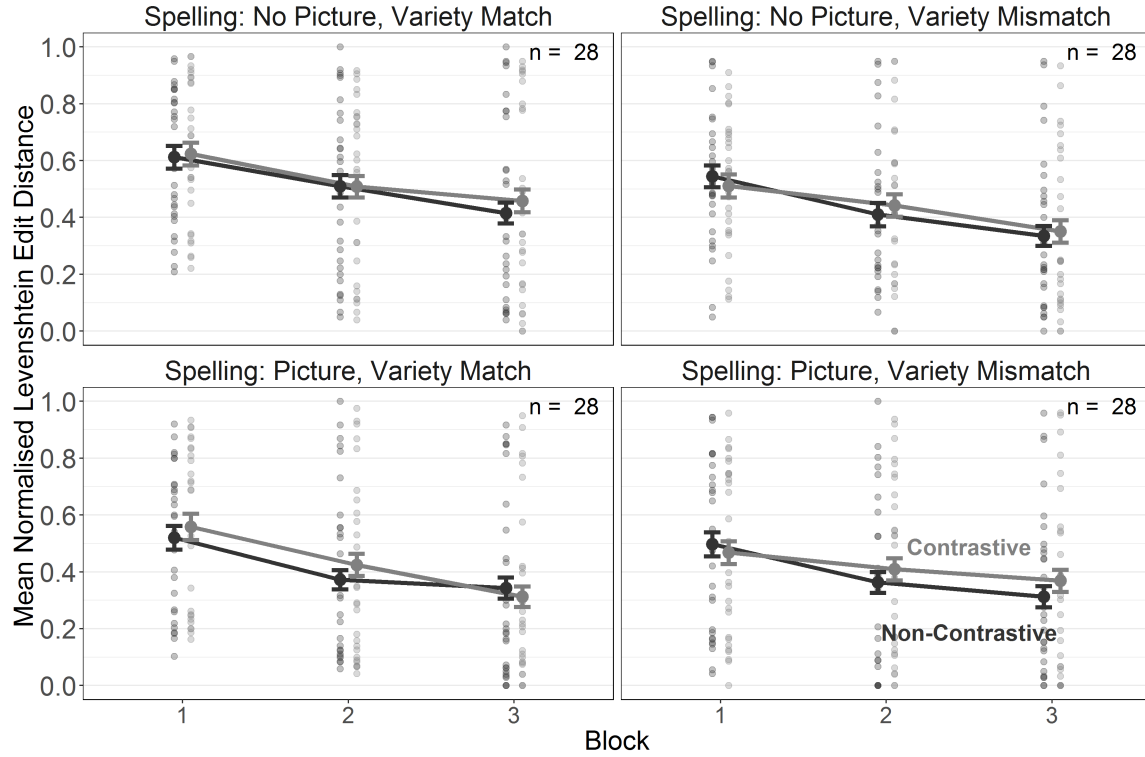 Spelling: No Picture, Variety Match
Spelling: No Picture, Variety Mismatch
n = 28
n = 28
1.0
0.8
0.6
0.4
0.2
0.0
Spelling: Picture, Variety Match
Spelling: Picture, Variety Mismatch
n = 28
n = 28
1.0
0.8
0.6
0.4
0.2
0.0
Contrastive
Non-Contrastive
1 2 3
1 2 3
Block
Mean Normalised Levenshtein Edit Distance